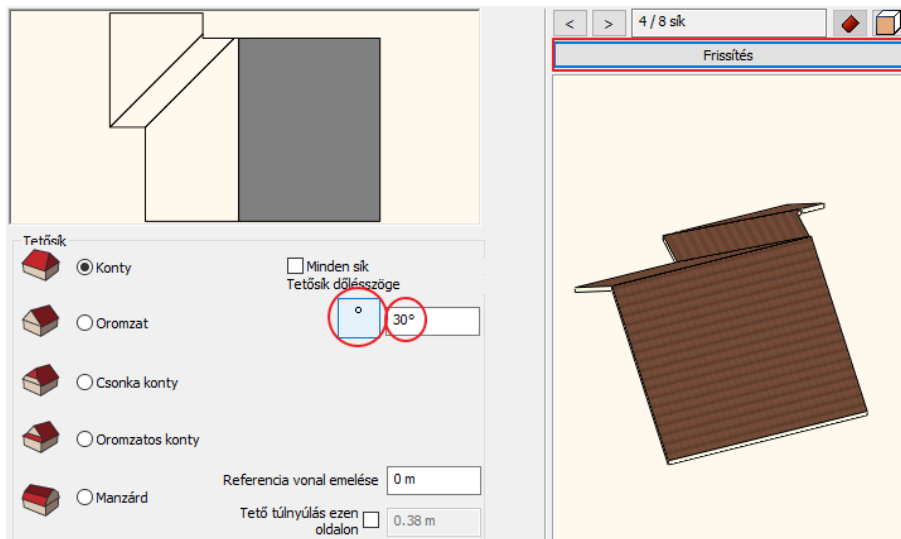 < > 4 / 8 sík
Frissítés
Tetősík
Konty
Minden sík
Tetősík dőlésszöge
Oromzat
° 30°
Csonka konty
Oromzatos konty
Referencia vonal emelése 0 m
Manzárd
Tető túlnyúlás ezen
oldalon 0.38 m